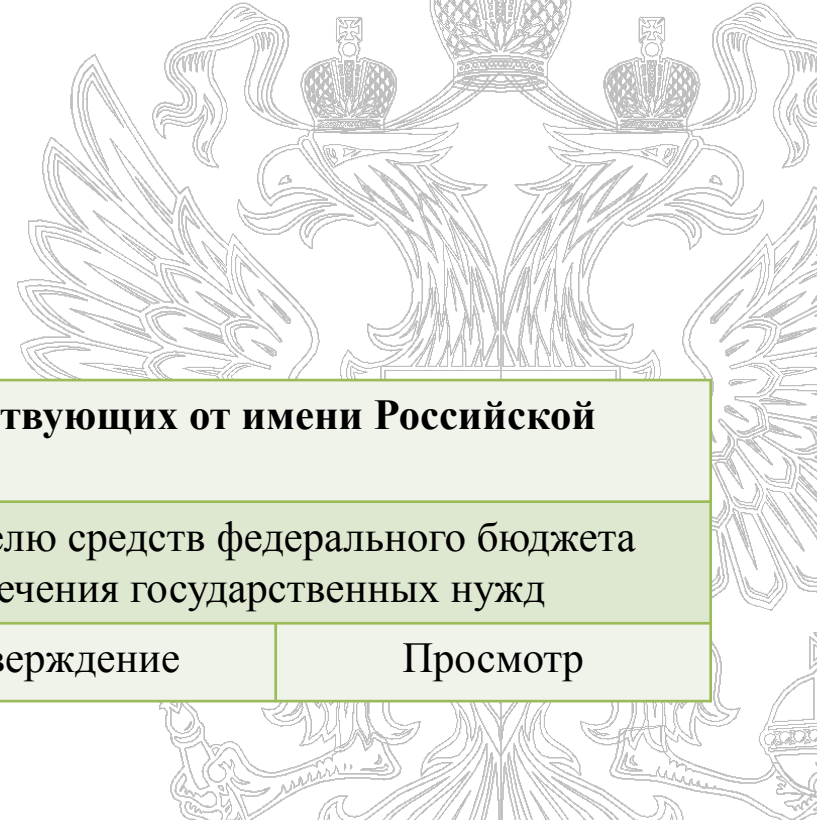 твующих от имени Российской
елю средств федерального бюджета
ечения государственных нужд
верждение Просмотр